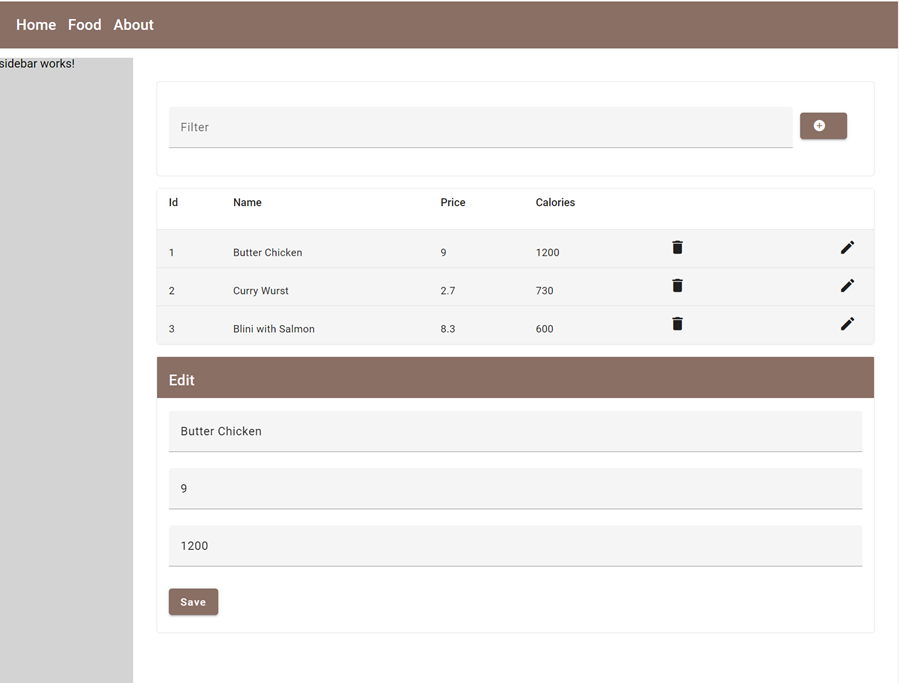 Home Food About
sidebar works!
Filter
Id Name Price Calories
1 Butter Chicken 9 1200
2 Curry Wurst 2.7 730
3 Blini with Salmon 8.3 600
Edit
Butter Chicken
9
1200
Save